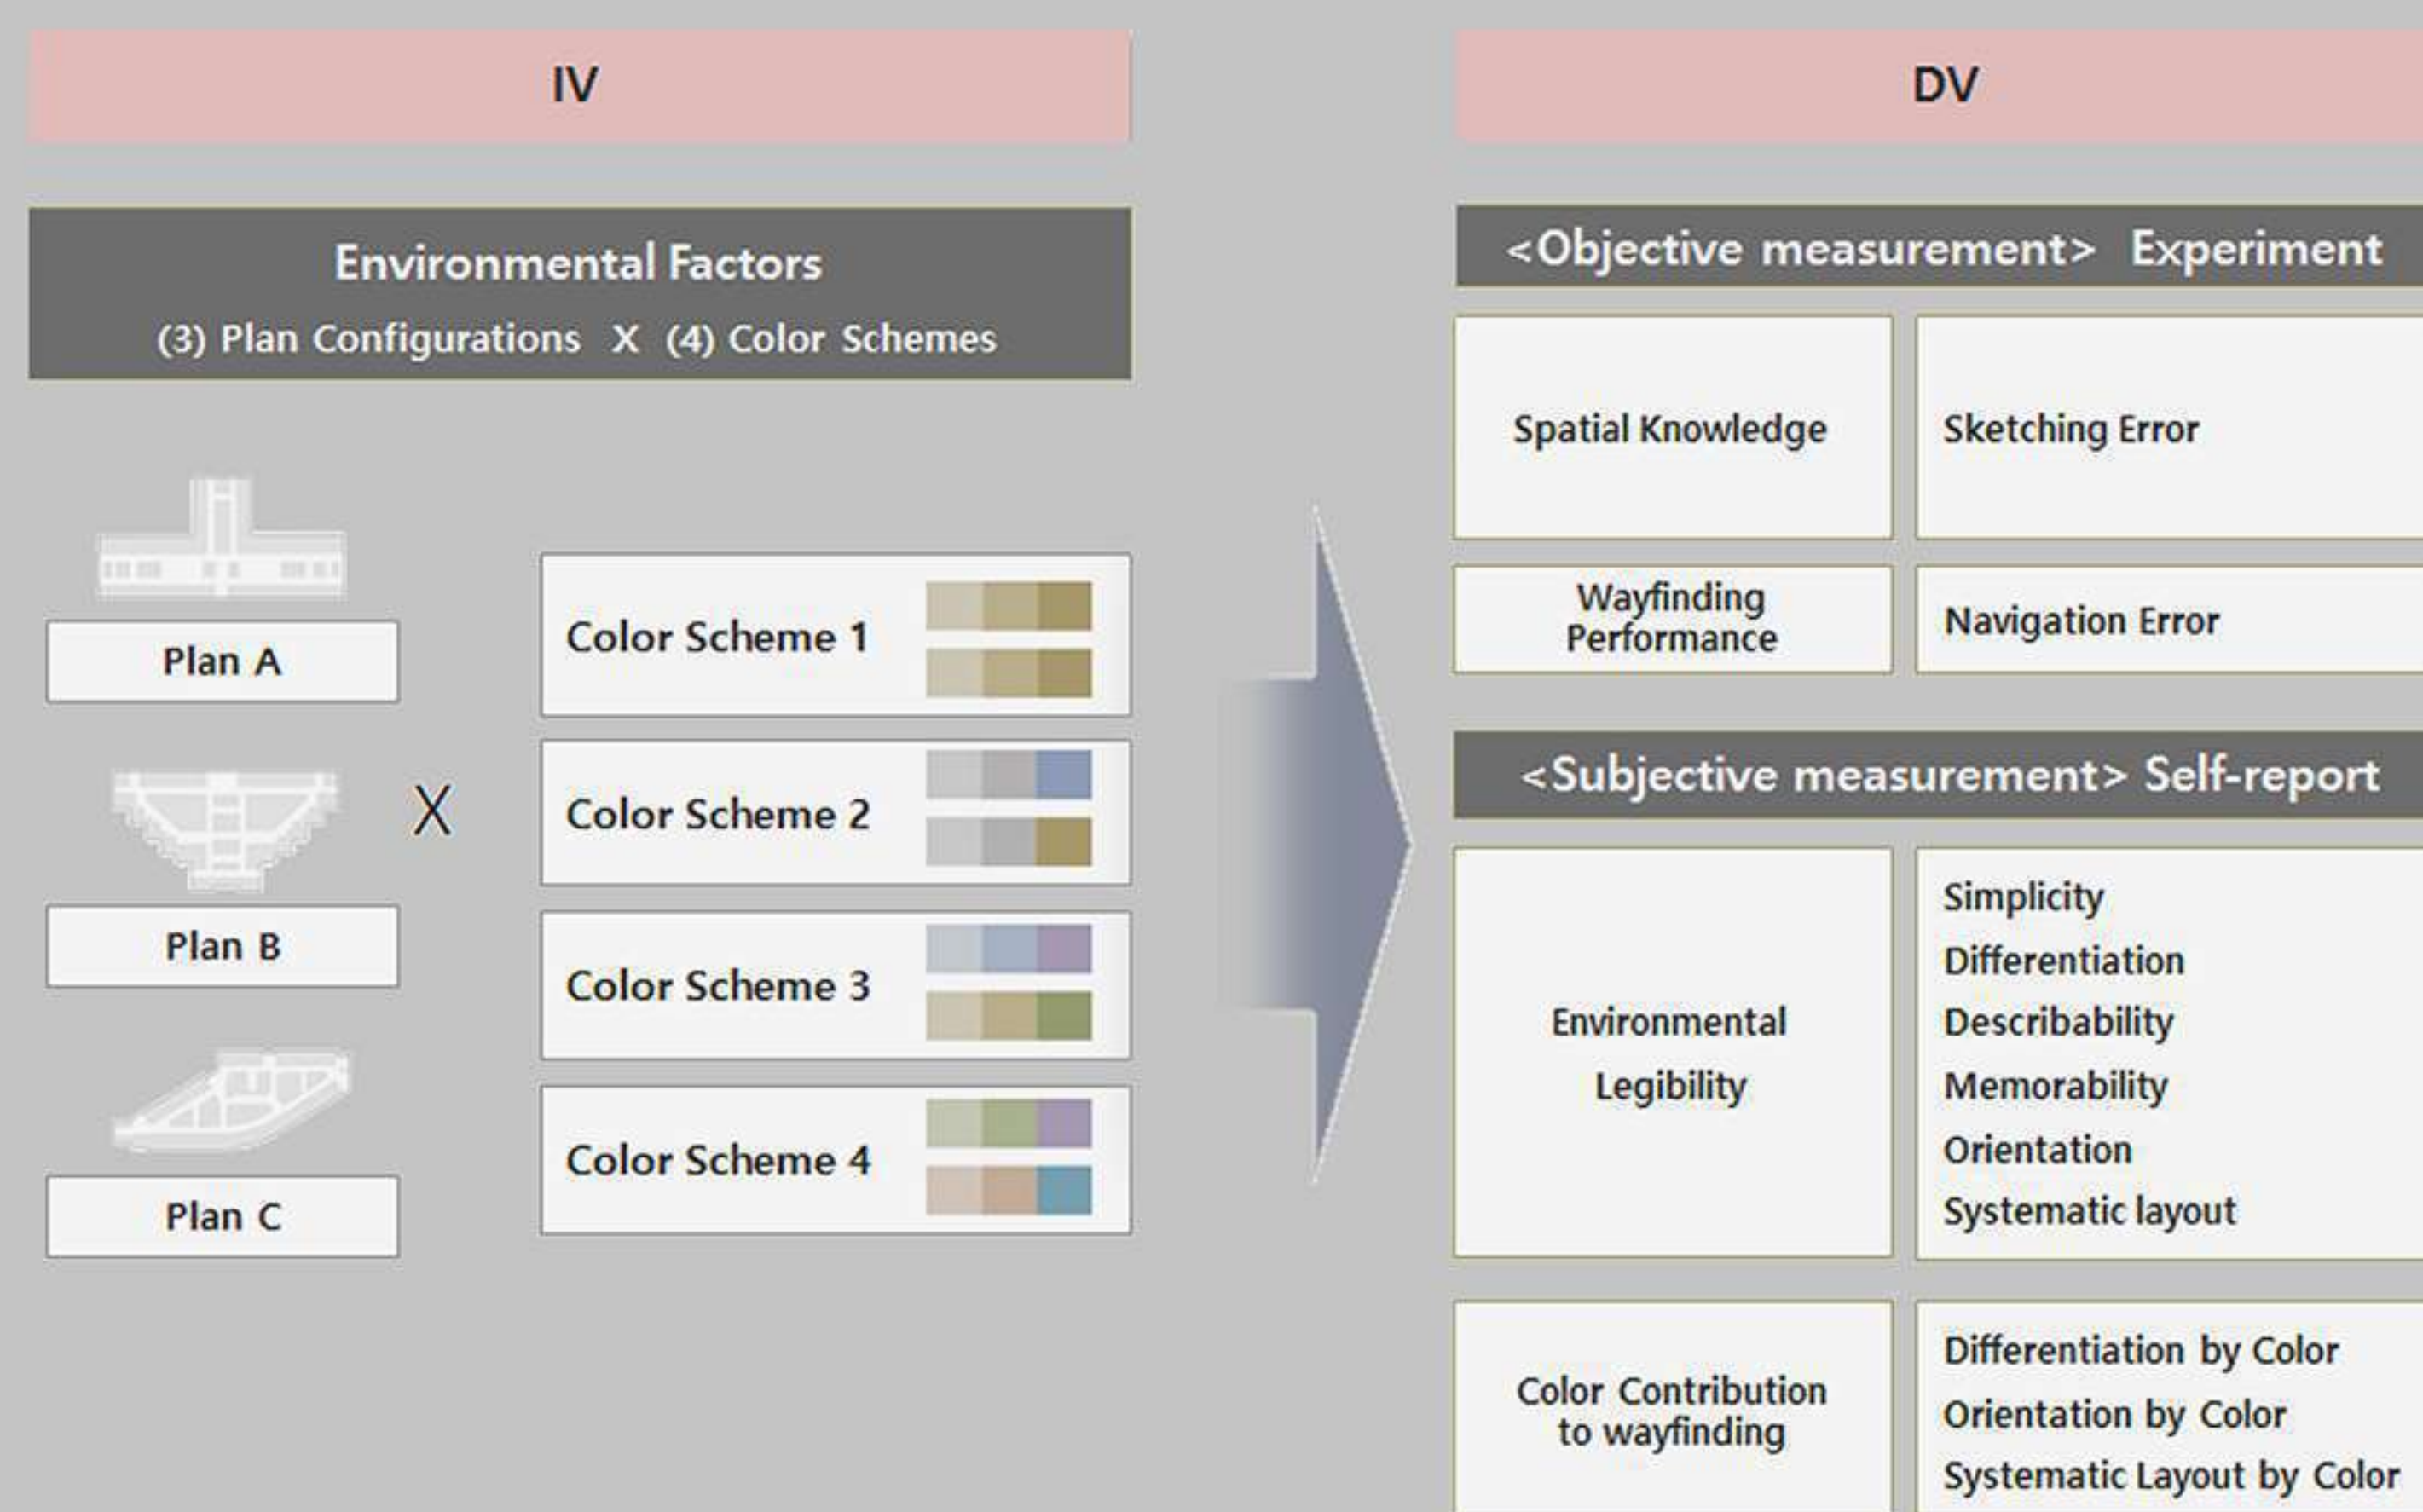 IV
Environmental Factors
(3) Plan Configurations X (4) Color Schemes
Plan A
Plan B
Plan C
X
Color Scheme 1
Color Scheme 2
Color Scheme 3
Color Scheme 4
DV
<Objective measurement> Experiment
Spatial Knowledge
Sketching Error
Wayfinding
Performance
Navigation Error
<Subjective measurement> Self-report
Environmental
Legibility
Simplicity
Differentiation
Describability
Memorability
Orientation
Systematic layout
Color Contribution
to wayfinding
Differentiation by Color
Orientation by Color
Systematic Layout by Color